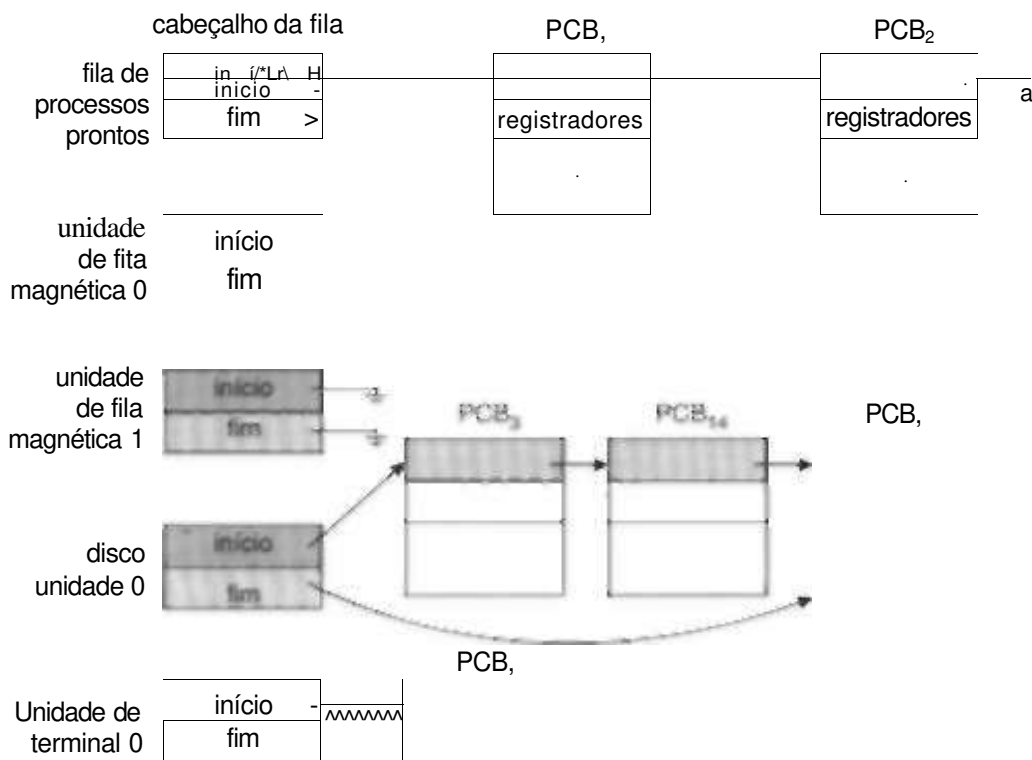 cabeçalho da fila
PCB,
PCB₂
fila de
processos
prontos
inicio -
fim >
registradores
registradores
a
unidade
de fita
magnética 0
início
fim
unidade
de fila
magnética 1
início
fim
PCB₃
PCB₁₄
PCB,
disco
unidade 0
início
fim
PCB,
Unidade de
terminal 0
início -
fim